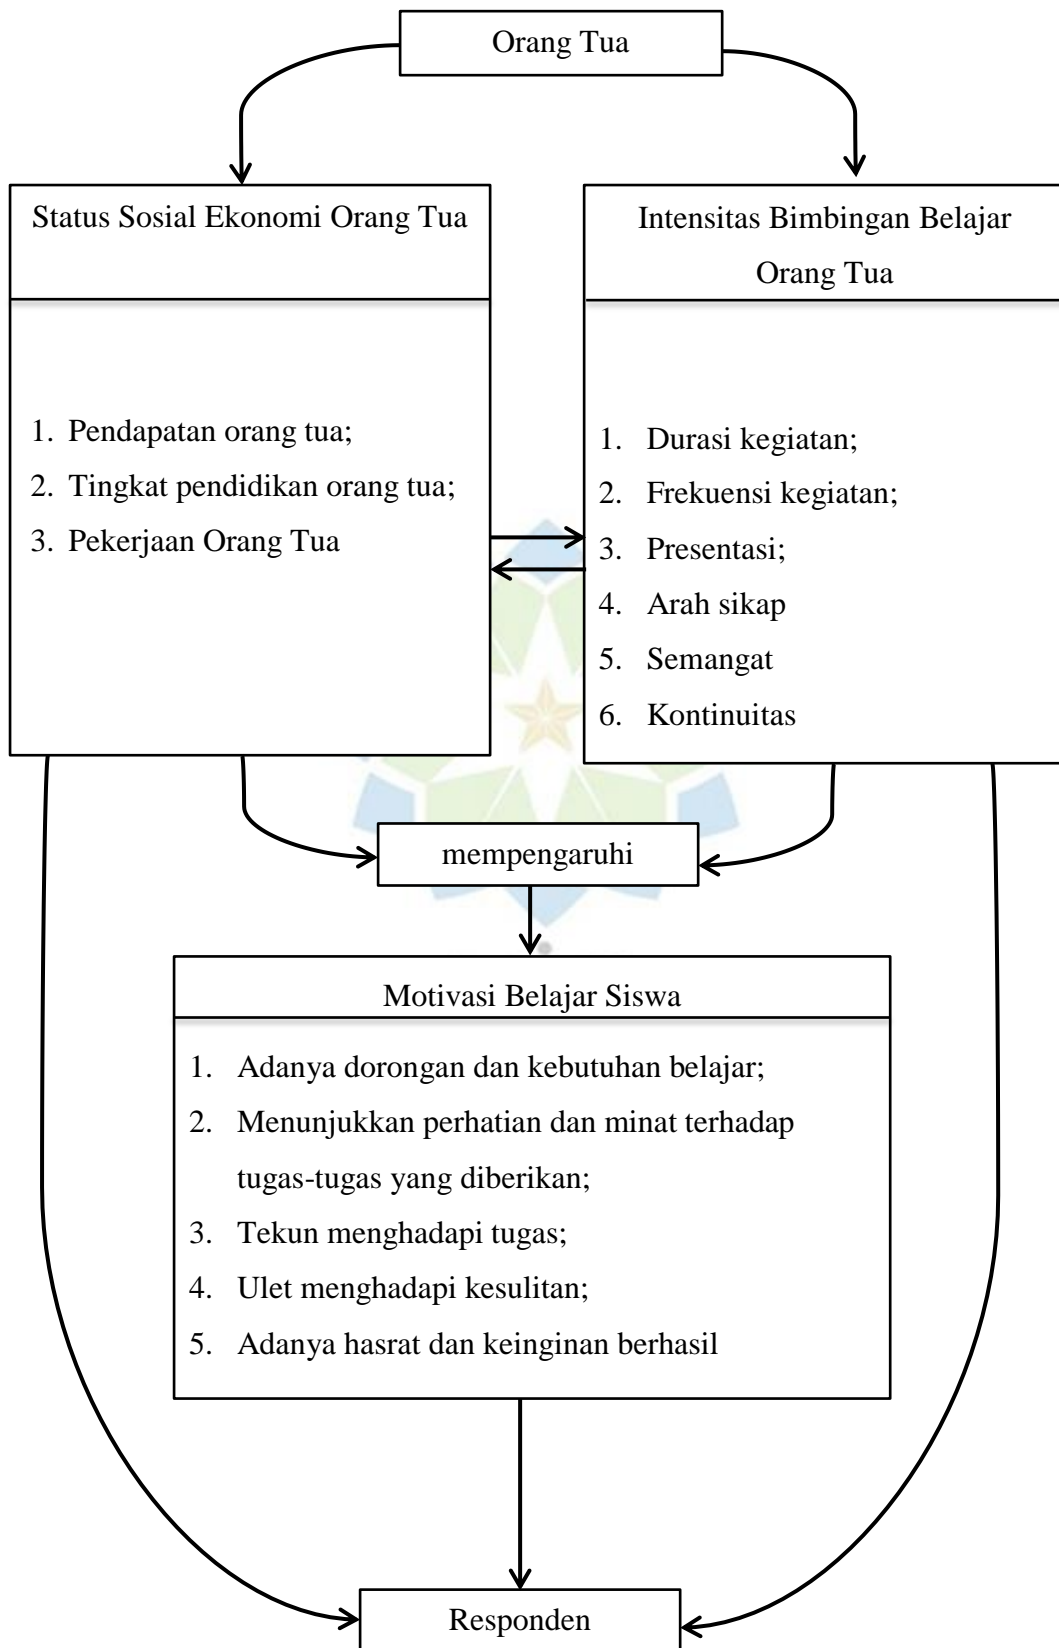 Orang Tua
Status Sosial Ekonomi Orang Tua
1. Pendapatan orang tua;
2. Tingkat pendidikan orang tua;
3. Pekerjaan Orang Tua
Intensitas Bimbingan Belajar
Orang Tua
1. Durasi kegiatan;
2. Frekuensi kegiatan;
3. Presentasi;
4. Arah sikap
5. Semangat
6. Kontinuitas
mempengaruhi
Motivasi Belajar Siswa
1. Adanya dorongan dan kebutuhan belajar;
2. Menunjukkan perhatian dan minat terhadap
tugas-tugas yang diberikan;
3. Tekun menghadapi tugas;
4. Ulet menghadapi kesulitan;
5. Adanya hasrat dan keinginan berhasil
Responden